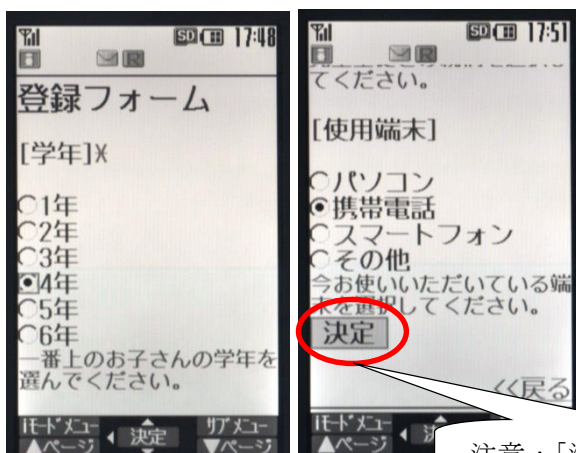 17:48
登録フォーム
[学年]※
1年
2年
3年
4年
5年
6年
一番上のお子さんの学年を
選んでください。
iモードメニュー
サブメニュー
▲ページ
決定
▼ページ
17:51
てください。
[使用端末]
パソコン
携帯電話
スマートフォン
その他
今お使いいただいている端
末を選択してください。
決定
<<戻る
iモードメニュー
▲ページ
注意：「